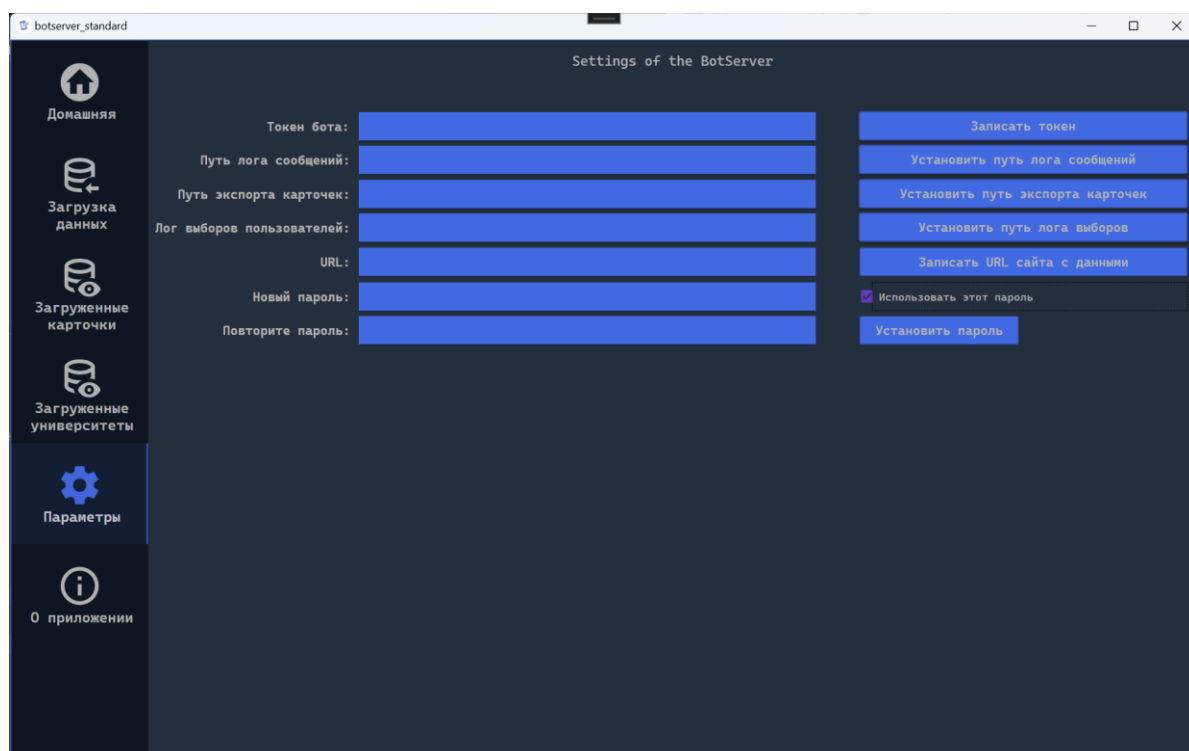 botserver_standard
Домашняя
Загрузка
данных
Загруженные
карточки
Загруженные
университеты
Параметры
О приложении
Settings of the BotServer
Токен бота:
Записать токен
Путь лога сообщений:
Установить путь лога сообщений
Путь экспорта карточек:
Установить путь экспорта карточек
Лог выборов пользователей:
Установить путь лога выборов
URL:
Записать URL сайта с данными
Новый пароль:
Использовать этот пароль
Повторите пароль:
Установить пароль